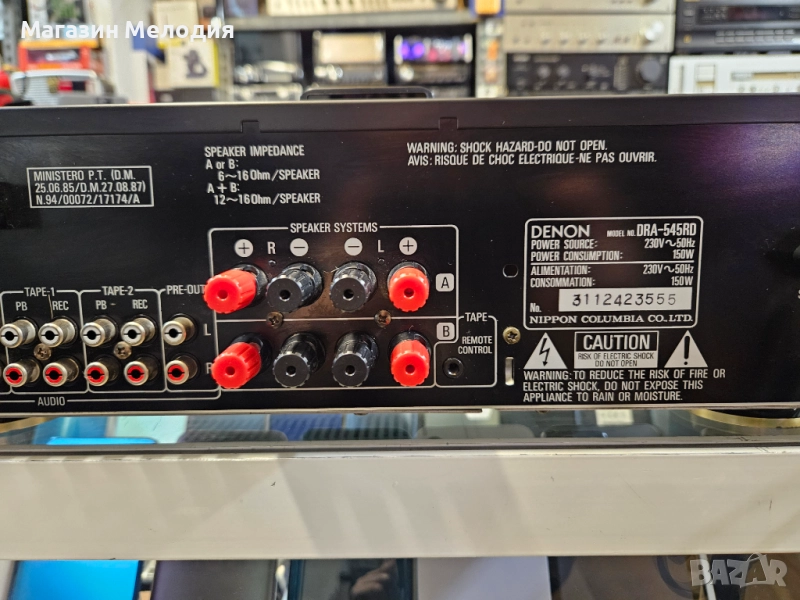 Магазин Мелодия
MINISTERO P.T. (D.M.
25.06.85/D.M.27.08.87)
N.94/00072/17174/A
SPEAKER IMPEDANCE
A or B:
6~16 Ohm/SPEAKER
A + B:
12~16 Ohm/SPEAKER
WARNING: SHOCK HAZARD-DO NOT OPEN.
AVIS: RISQUE DE CHOC ELECTRIQUE-NE PAS OUVRIR.
SPEAKER SYSTEMS
+ R − − L +
A
B
TAPE-1
PB REC
TAPE-2
PB REC
PRE-OUT
L
R
AUDIO
TAPE
REMOTE
CONTROL
DENON MODEL NO. DRA-545RD
POWER SOURCE: 230V~50Hz
POWER CONSUMPTION: 150W
ALIMENTATION: 230V~50Hz
CONSOMMATION: 150W
No. 3112423555
NIPPON COLUMBIA CO.,LTD.
CAUTION
RISK OF ELECTRIC SHOCK
DO NOT OPEN
WARNING: TO REDUCE THE RISK OF FIRE OR
ELECTRIC SHOCK, DO NOT EXPOSE THIS
APPLIANCE TO RAIN OR MOISTURE.
BAZAR